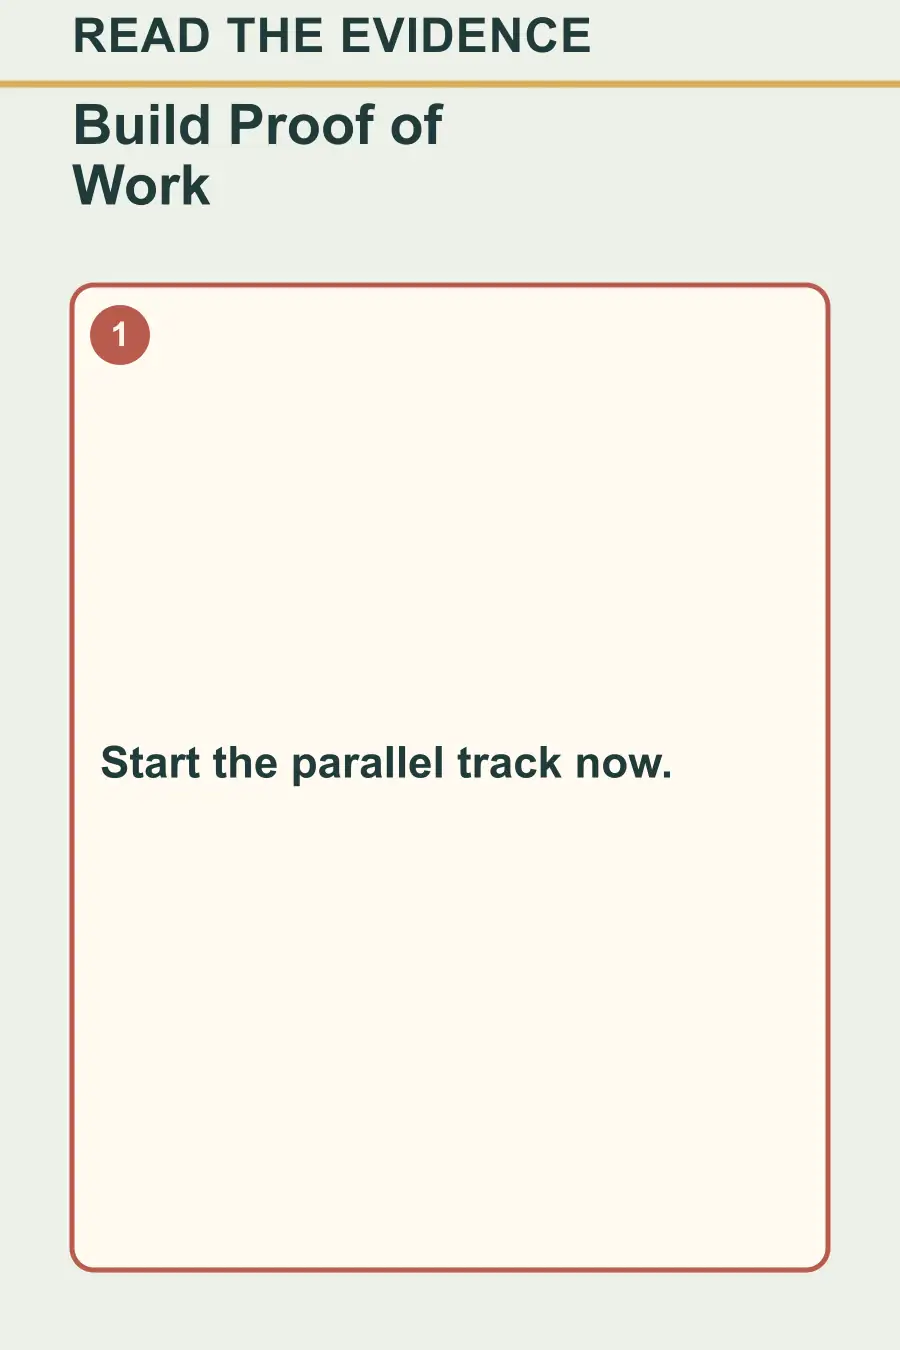 READ THE EVIDENCE
Build Proof of
Work
1
Start the parallel track now.